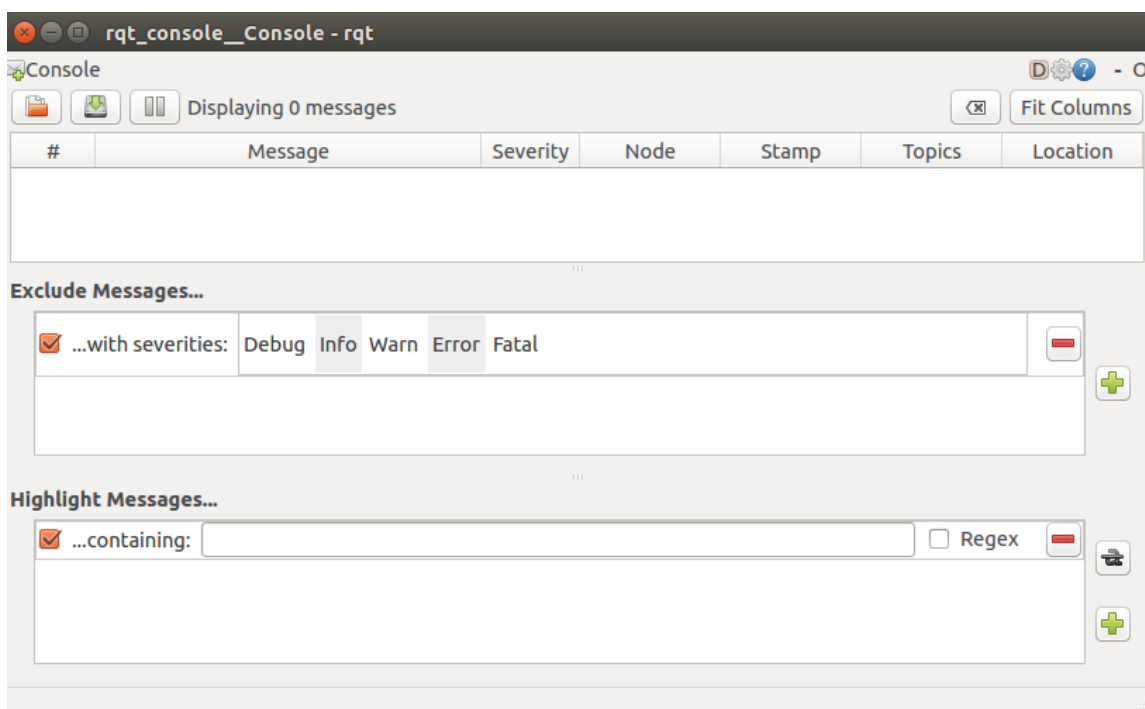 rqt_console__Console - rqt
Console D ? - O
Displaying 0 messages Fit Columns
# Message Severity Node Stamp Topics Location
Exclude Messages...
...with severities: Debug Info Warn Error Fatal
Highlight Messages...
...containing: Regex